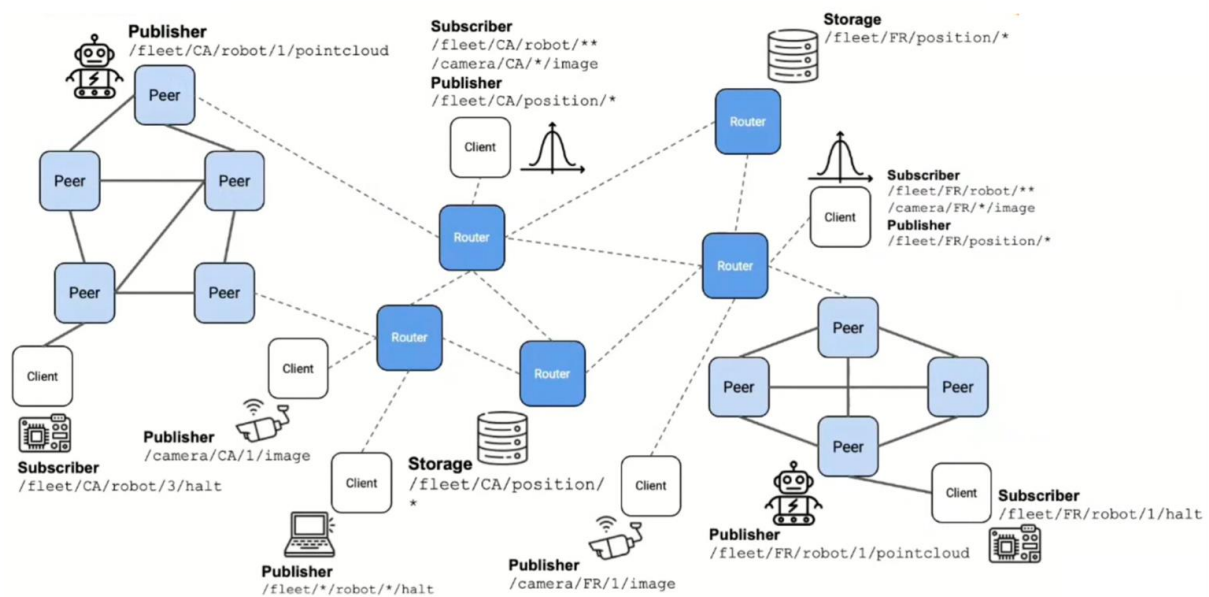 Publisher
/fleet/CA/robot/1/pointcloud
Peer
Peer
Peer
Peer
Peer
Client
Subscriber
/fleet/CA/robot/3/halt
Subscriber
/fleet/CA/robot/**
/camera/CA/*/image
Publisher
/fleet/CA/position/*
Client
Router
Router
Client
Publisher
/camera/CA/1/image
Client
Publisher
/fleet/*/robot/*/halt
Router
Storage
/fleet/CA/position/
*
Storage
/fleet/FR/position/*
Router
Router
Client
Subscriber
/fleet/FR/robot/**
/camera/FR/*/image
Publisher
/fleet/FR/position/*
Client
Publisher
/camera/FR/1/image
Peer
Peer
Peer
Peer
Publisher
/fleet/FR/robot/1/pointcloud
Client
Subscriber
/fleet/FR/robot/1/halt